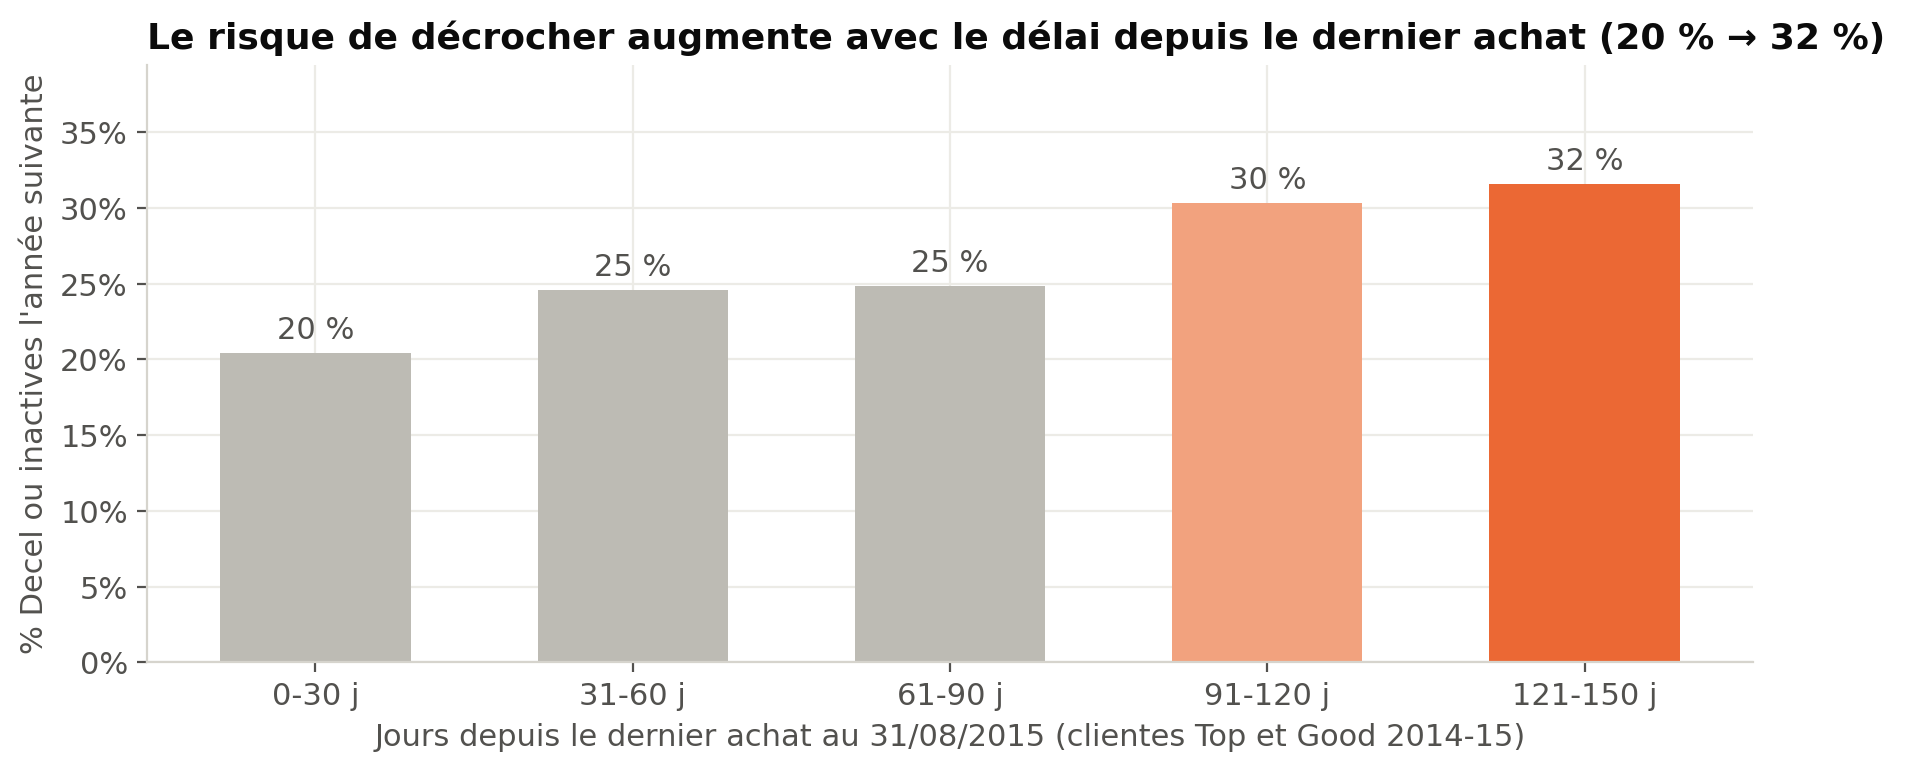 Le risque de décrocher augmente avec le délai depuis le dernier achat (20 % → 32 %)
% Decel ou inactives l'année suivante
35%
30%
25%
20%
15%
10%
5%
0%
20 %
25 %
25 %
30 %
32 %
0-30 j
31-60 j
61-90 j
91-120 j
121-150 j
Jours depuis le dernier achat au 31/08/2015 (clientes Top et Good 2014-15)